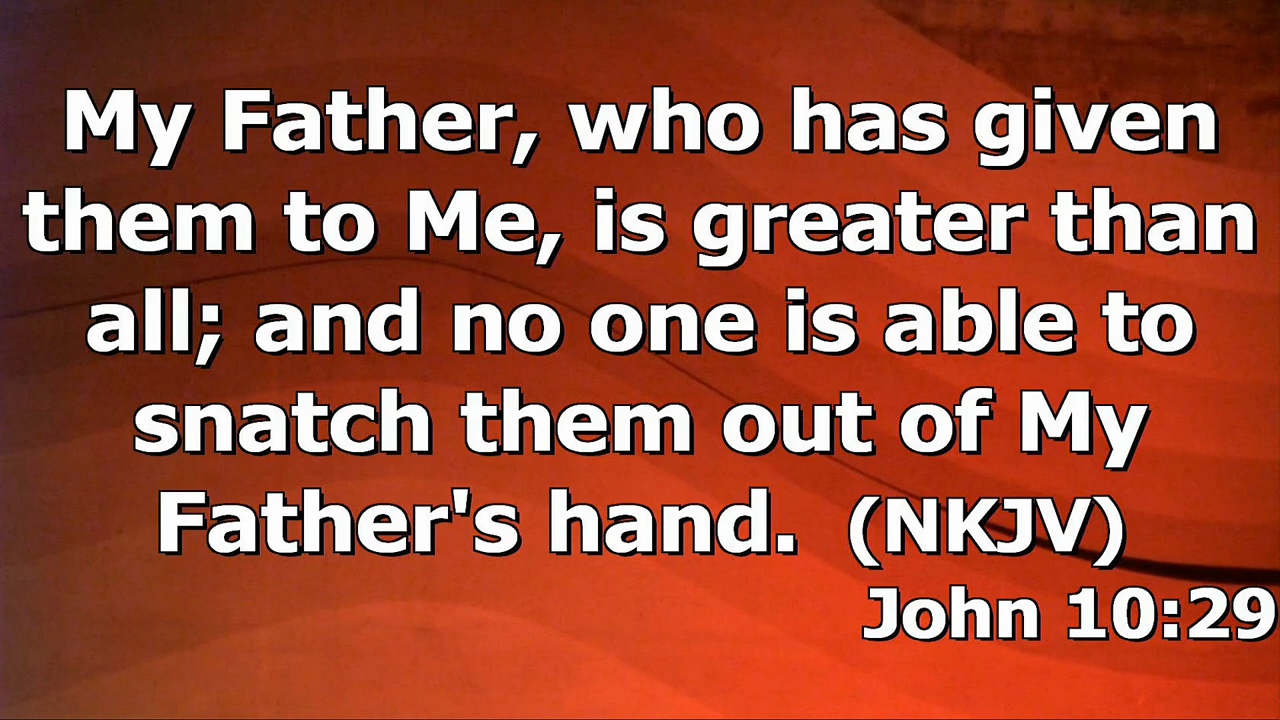 My Father, who has given
them to Me, is greater than
all; and no one is able to
snatch them out of My
Father's hand.  (NKJV)
John 10:29